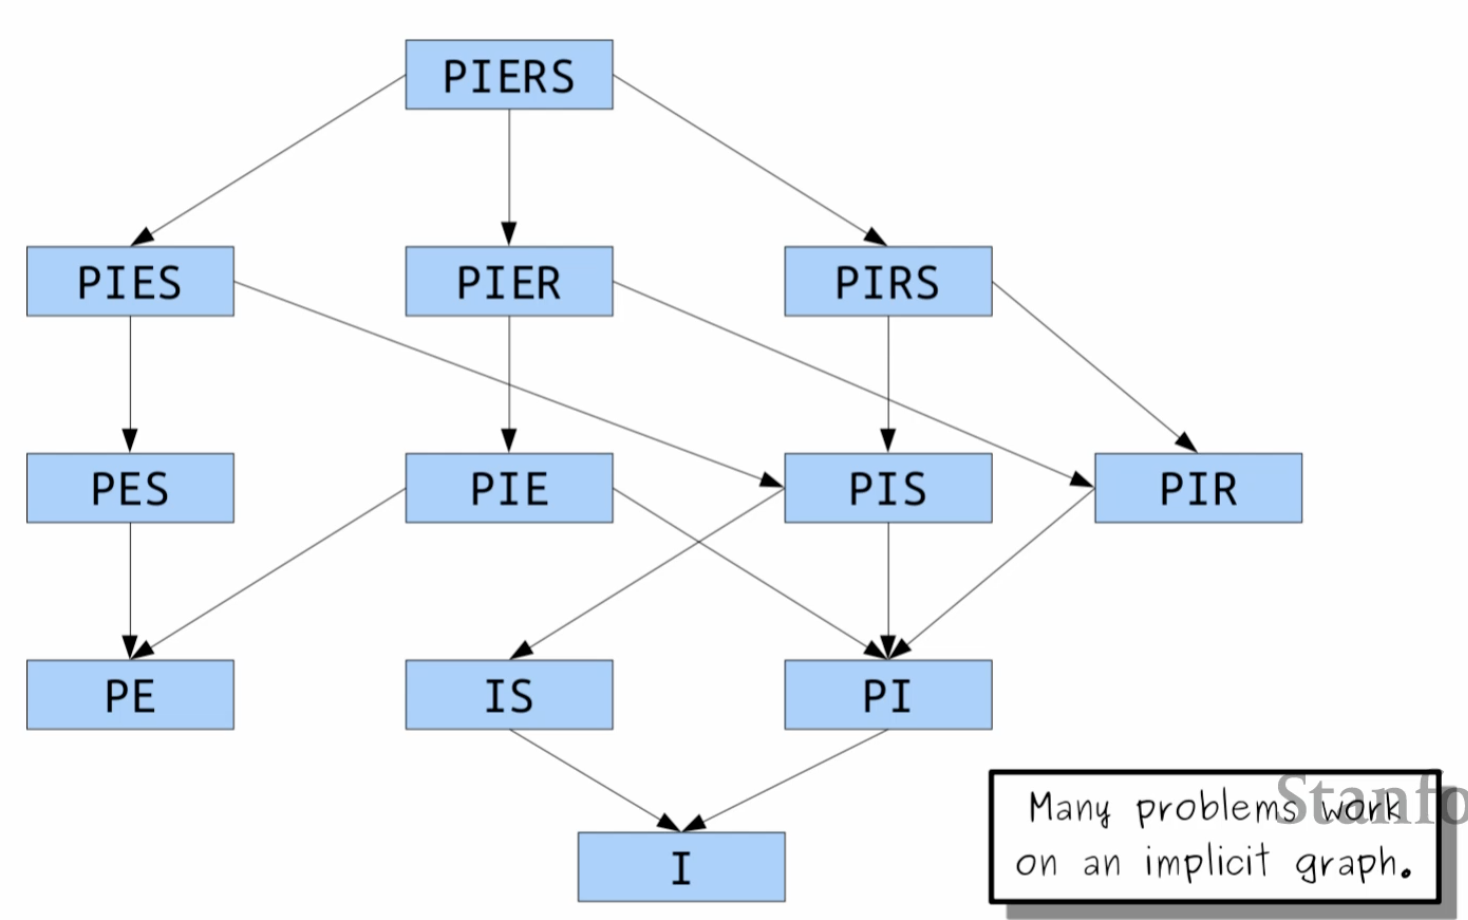 PIERS
PIES PIER PIRS
PES PIE PIS PIR
PE IS PI
I
Many problems work
on an implicit graph.
Stanfo